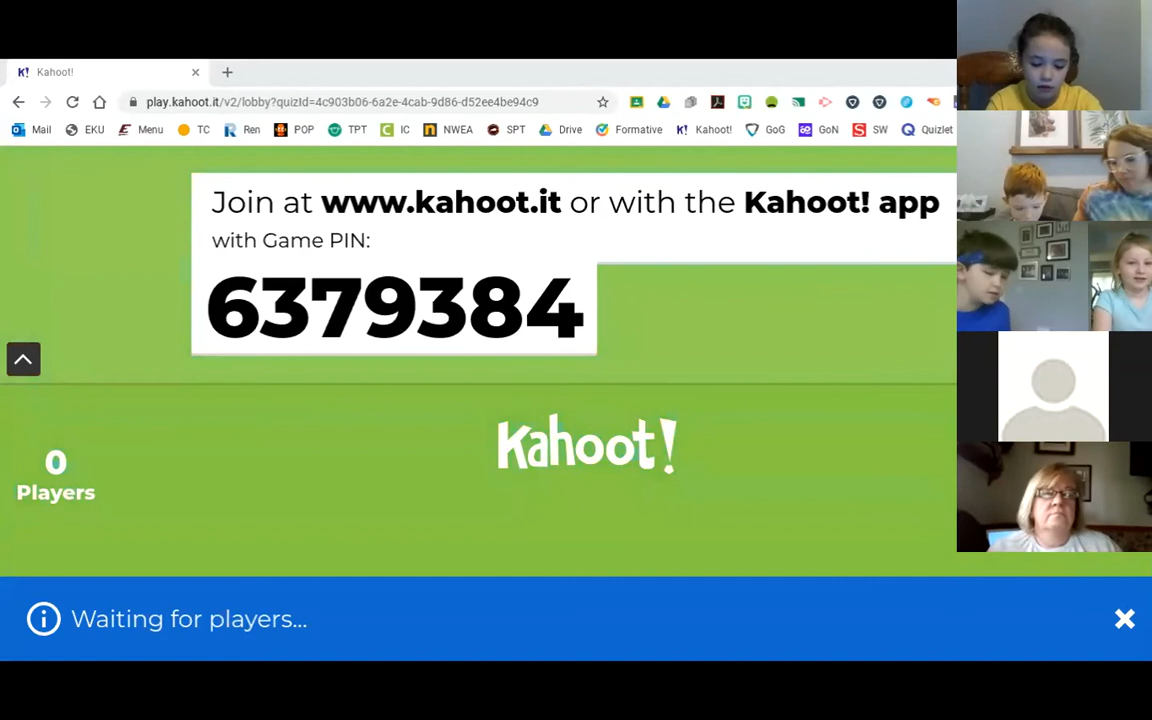 K! Kahoot!
play.kahoot.it/v2/lobby?quizId=4c903b06-6a2e-4cab-9d86-d52ee4be94c9
Mail EKU Menu TC Ren POP TPT IC NWEA SPT Drive Formative K! Kahoot! GoG GoN SW Quizlet
Join at www.kahoot.it or with the Kahoot! app
with Game PIN:
6379384
Kahoot!
0
Players
Waiting for players...